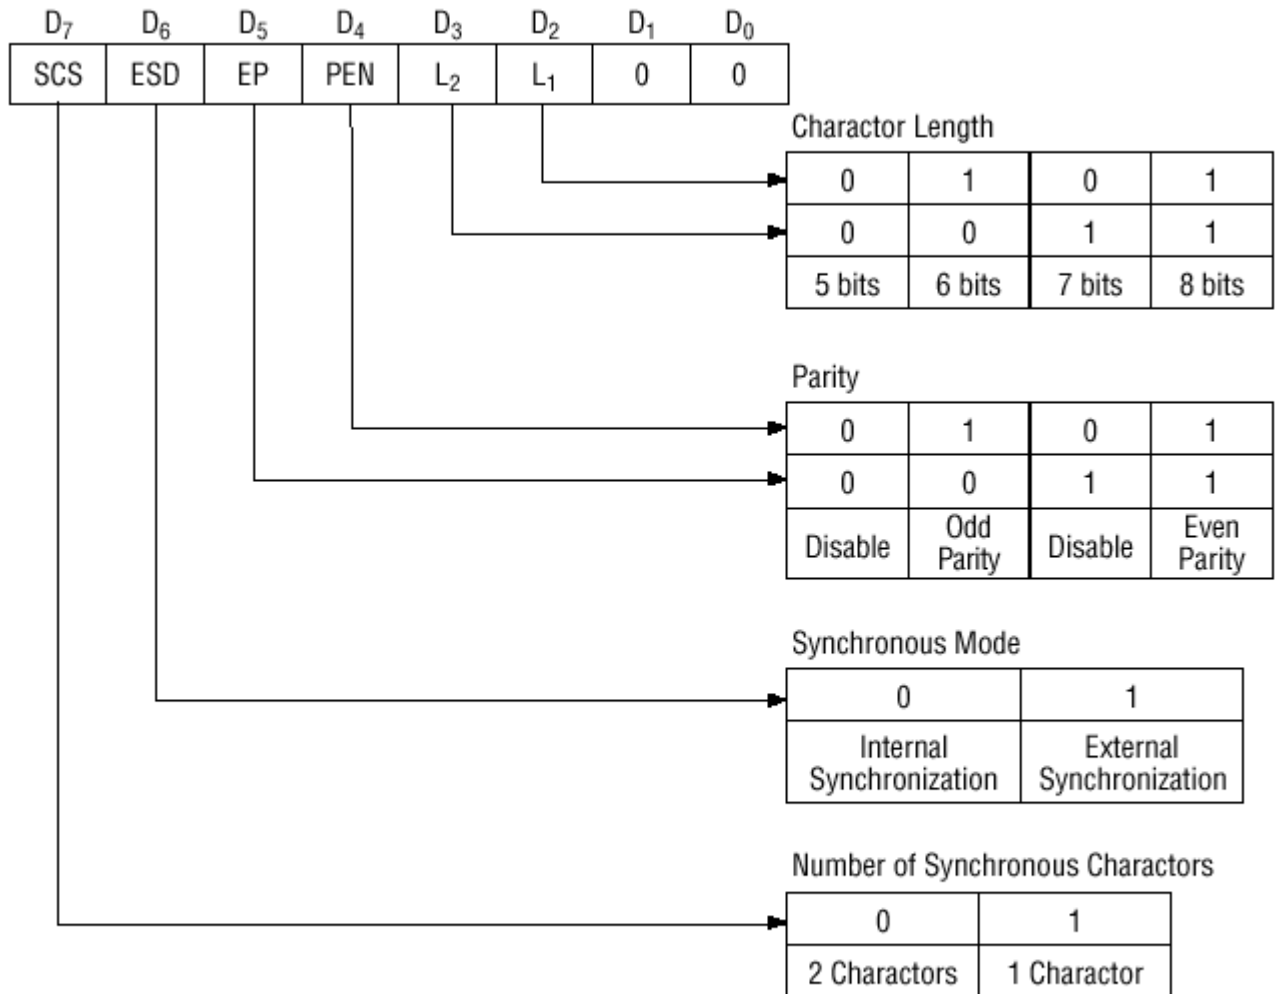 D7 D6 D5 D4 D3 D2 D1 D0
SCS ESD EP PEN L2 L1 0 0
Charactor Length
0 1 0 1
0 0 1 1
5 bits 6 bits 7 bits 8 bits
Parity
0 1 0 1
0 0 1 1
Disable Odd Parity Disable Even Parity
Synchronous Mode
0 1
Internal Synchronization External Synchronization
Number of Synchronous Charactors
0 1
2 Charactors 1 Charactor